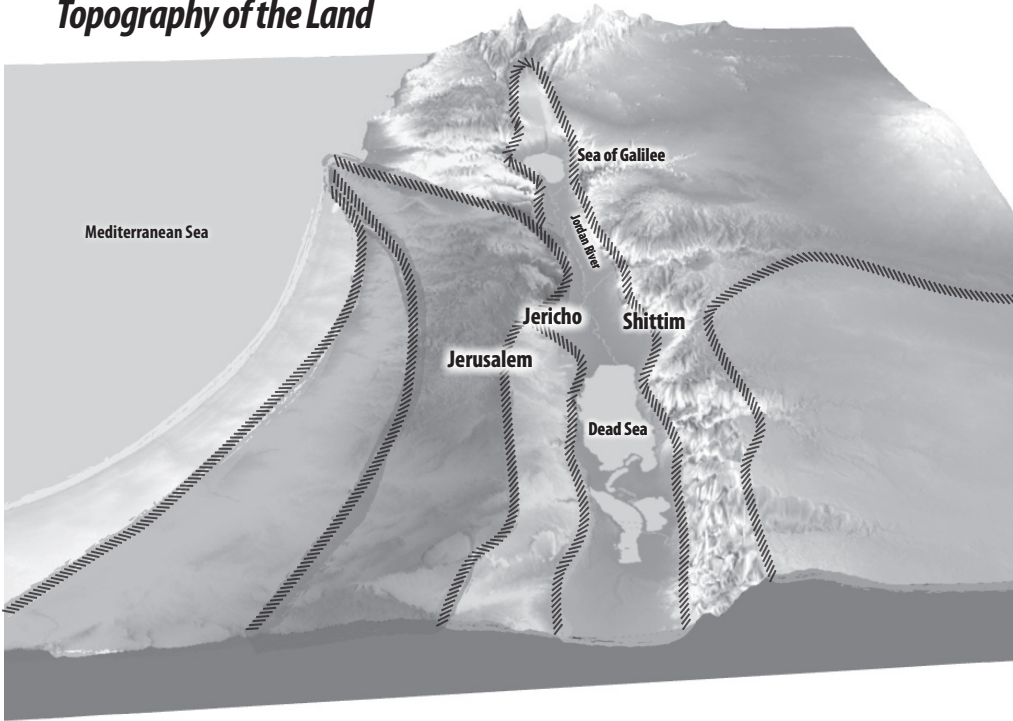 Topography of the Land
Sea of Galilee
Mediterranean Sea
Jordan River
Jericho
Shittim
Jerusalem
Dead Sea